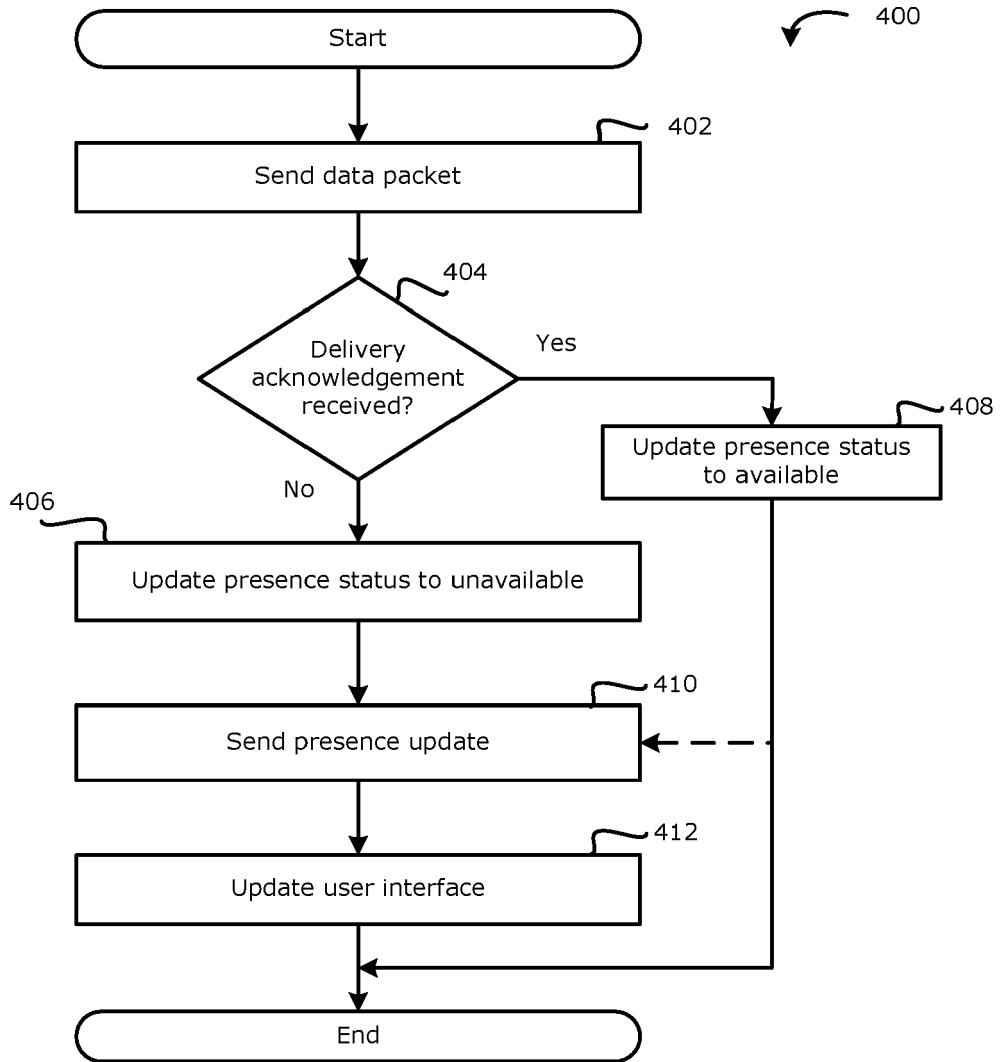 Start
400
402
Send data packet
404
Delivery
acknowledgement
received?
Yes
408
Update presence status
to available
No
406
Update presence status to unavailable
410
Send presence update
412
Update user interface
End